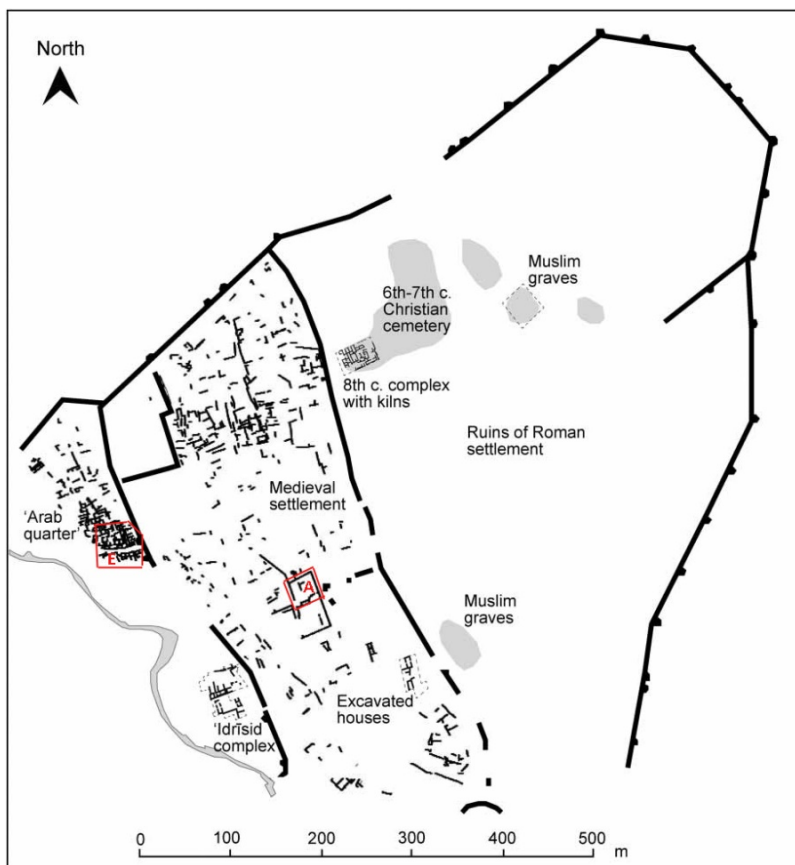 North
Muslim
graves
6th-7th c.
Christian
cemetery
8th c. complex
with kilns
Ruins of Roman
settlement
Medieval
settlement
'Arab
quarter'
E
A
Muslim
graves
Excavated
houses
'Idrīsid
complex
0 100 200 300 400 500 m